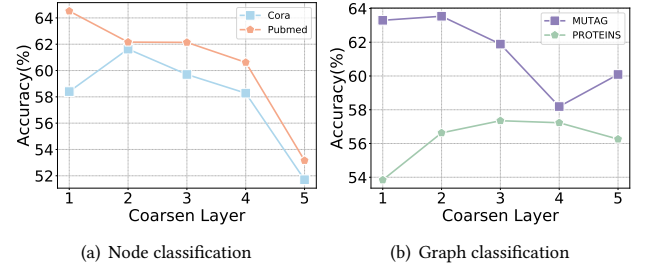 64
62
60
58
56
54
52
Accuracy(%)
1 2 3 4 5
Coarsen Layer
Cora
Pubmed
(a) Node classification
64
62
60
58
56
54
Accuracy(%)
1 2 3 4 5
Coarsen Layer
MUTAG
PROTEINS
(b) Graph classification